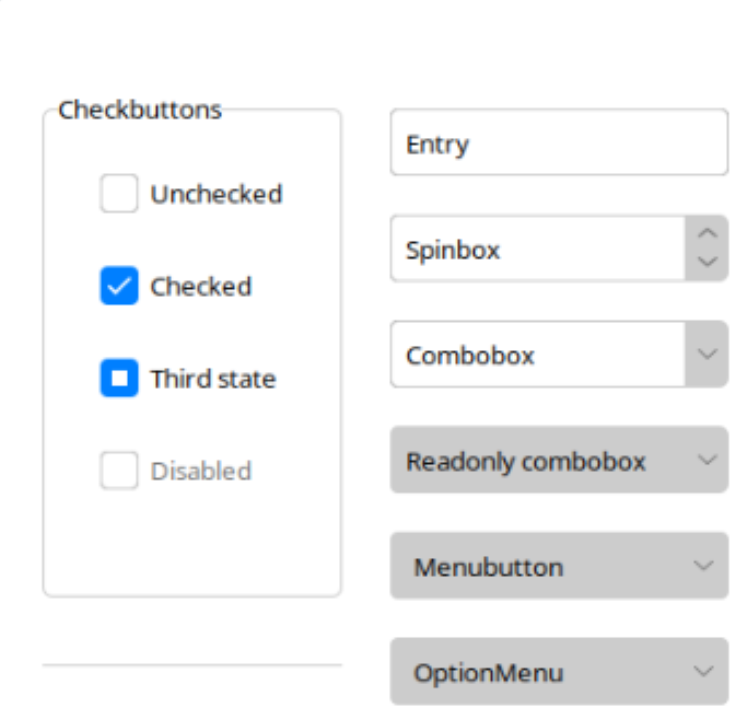 Checkbuttons
Unchecked
Checked
Third state
Disabled
Entry
Spinbox
Combobox
Readonly combobox
Menubutton
OptionMenu